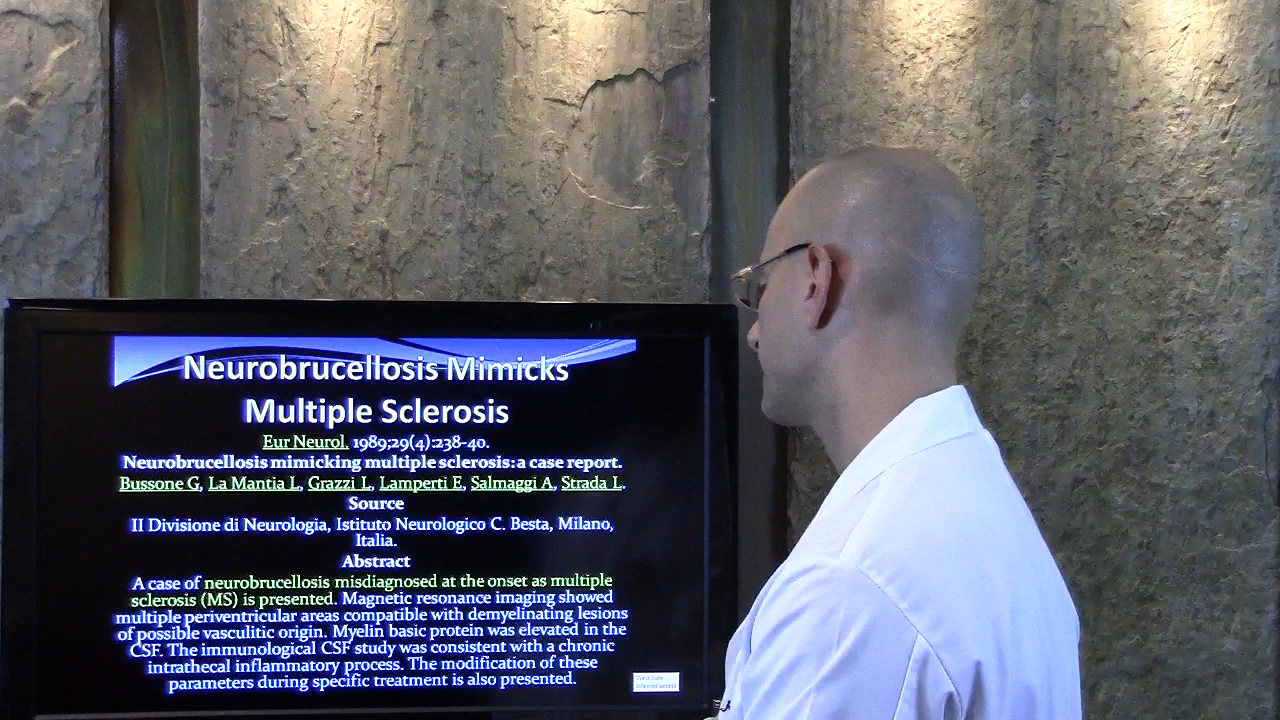 Neurobrucellosis Mimicks
Multiple Sclerosis
Eur Neurol. 1989;29(4):238-40.
Neurobrucellosis mimicking multiple sclerosis: a case report.
Bussone G, La Mantia L, Grazzi L, Lamperti E, Salmaggi A, Strada L.
Source
II Divisione di Neurologia, Istituto Neurologico C. Besta, Milano,
Italia.
Abstract
A case of neurobrucellosis misdiagnosed at the onset as multiple
sclerosis (MS) is presented. Magnetic resonance imaging showed
multiple periventricular areas compatible with demyelinating lesions
of possible vasculitic origin. Myelin basic protein was elevated in the
CSF. The immunological CSF study was consistent with a chronic
intrathecal inflammatory process. The modification of these
parameters during specific treatment is also presented.